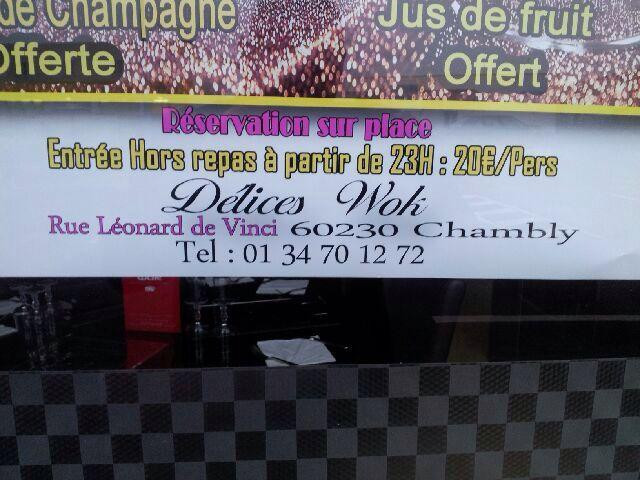 de Champagne
Offerte
Jus de fruit
Offert
Réservation sur place
Entrée Hors repas à partir de 23H : 20€/Pers
Délices Wok
Rue Léonard de Vinci 60230 Chambly
Tel : 01 34 70 12 72